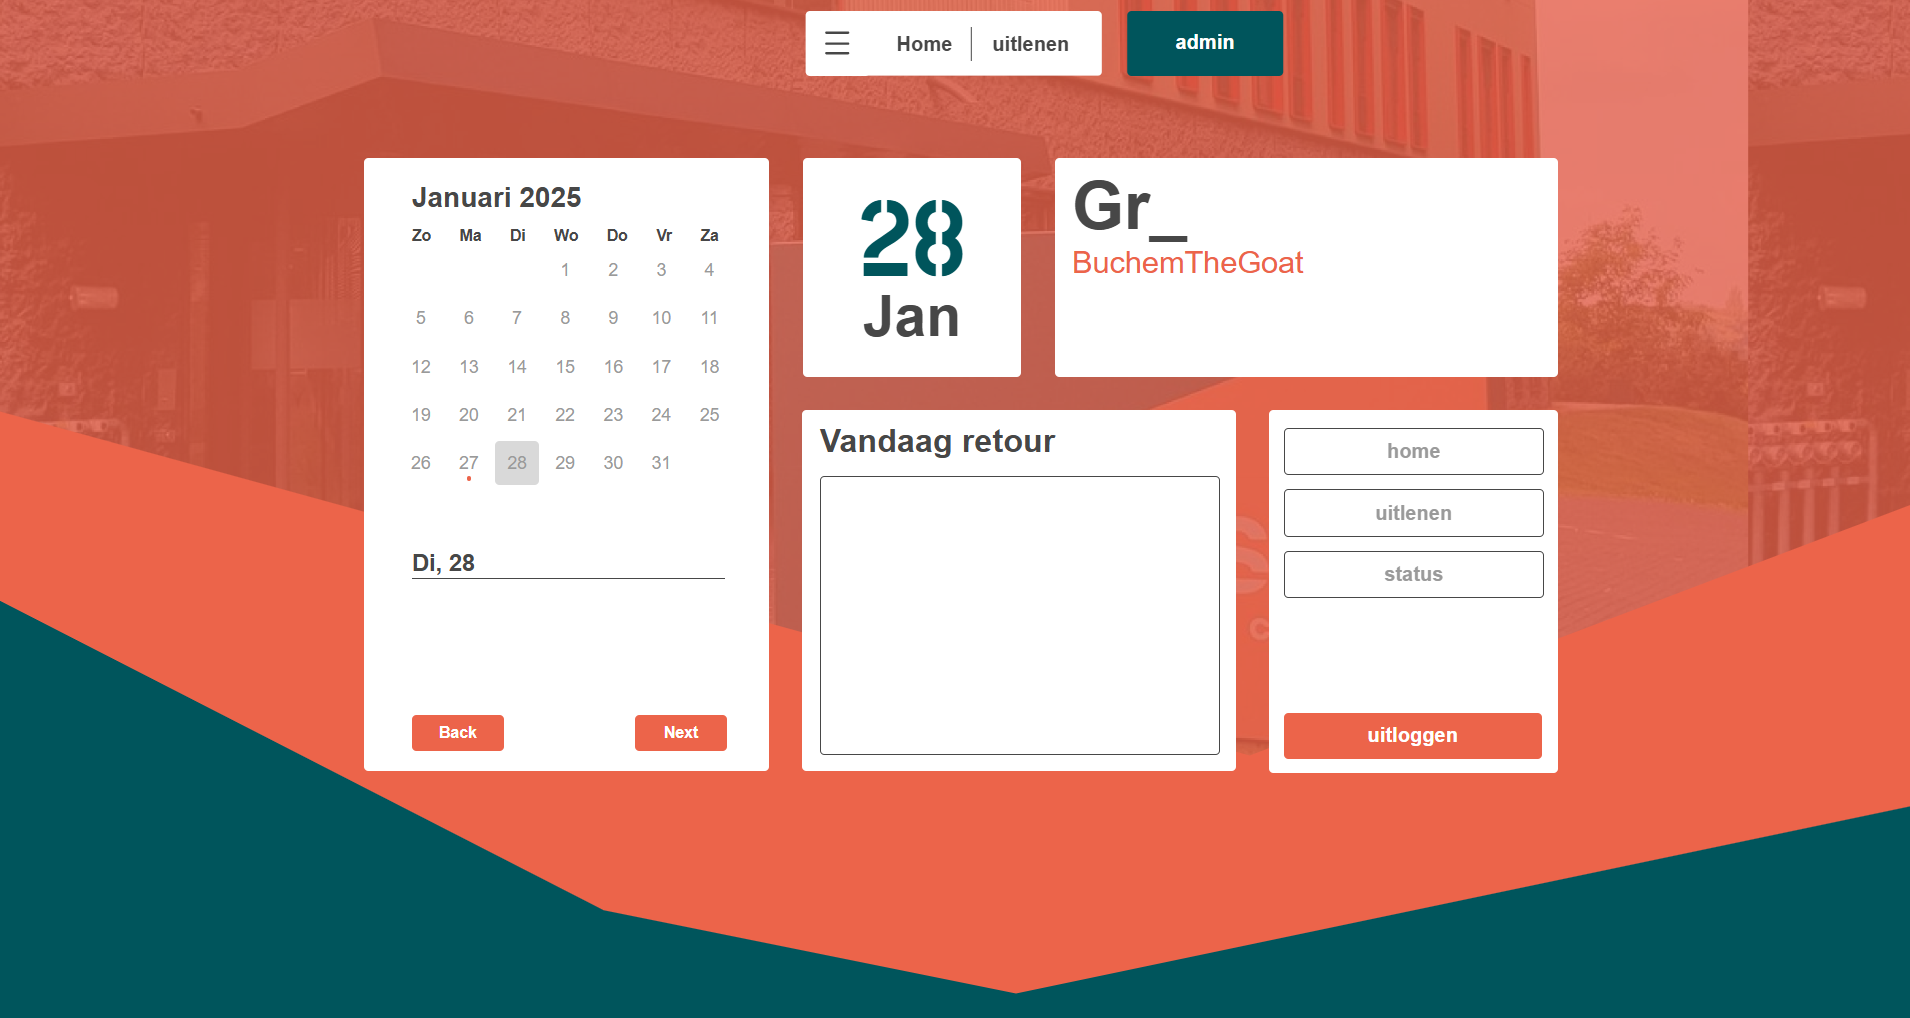 Home uitlenen admin
Januari 2025
Zo Ma Di Wo Do Vr Za
1 2 3 4
5 6 7 8 9 10 11
12 13 14 15 16 17 18
19 20 21 22 23 24 25
26 27 28 29 30 31
Di, 28
Back Next
28
Jan
Gr_
BuchemTheGoat
Vandaag retour
home
uitlenen
status
uitloggen